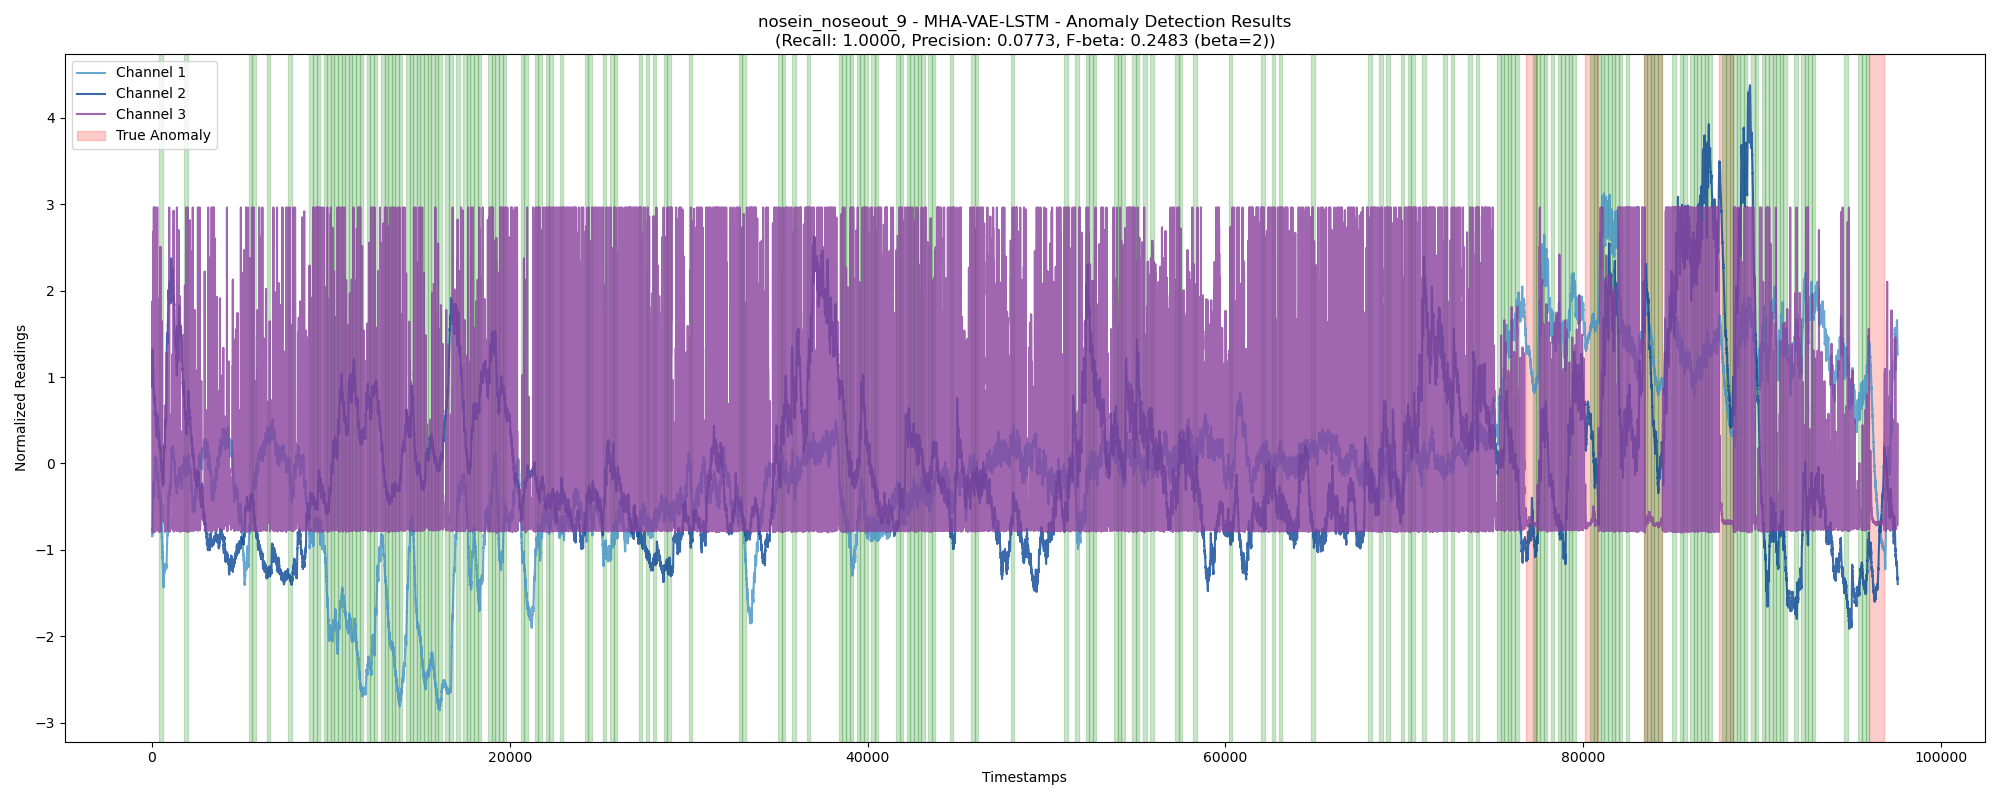 nosein_noseout_9 - MHA-VAE-LSTM - Anomaly Detection Results
(Recall: 1.0000, Precision: 0.0773, F-beta: 0.2483 (beta=2))
Channel 1
Channel 2
Channel 3
True Anomaly
Normalized Readings
4
3
2
1
0
−1
−2
−3
0 20000 40000 60000 80000 100000
Timestamps